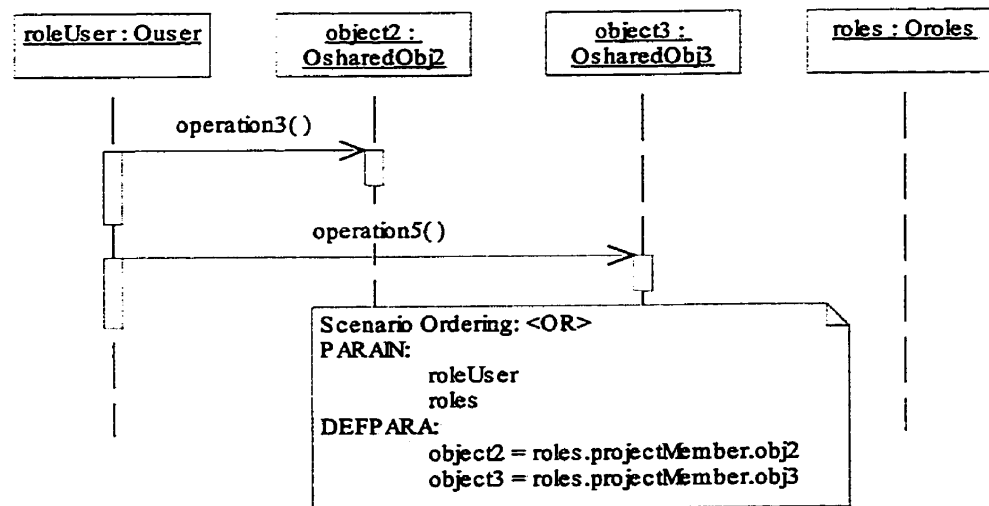 roleUser : Ouser
object2 :
OsharedObj2
object3 :
OsharedObj3
roles : Oroles
operation3( )
operation5( )
Scenario Ordering: <OR>
PARAIN:
roleUser
roles
DEFPARA:
object2 = roles.projectMember.obj2
object3 = roles.projectMember.obj3